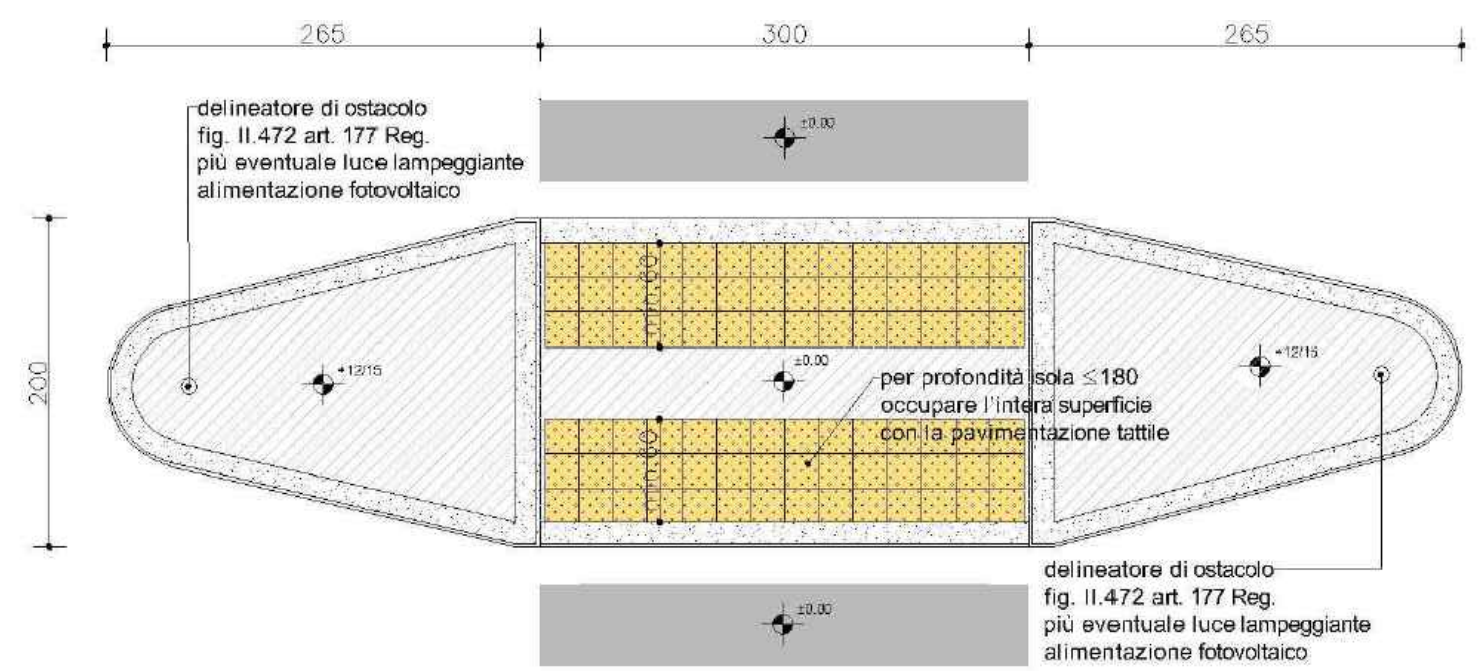 265
300
265
delineatore di ostacolo
fig. II.472 art. 177 Reg.
più eventuale luce lampeggiante
alimentazione fotovoltaico
±0.00
200
min.60
+12/15
±0.00
+12/15
per profondità isola ≤180
occupare l'intera superficie
con la pavimentazione tattile
min.60
delineatore di ostacolo
fig. II.472 art. 177 Reg.
più eventuale luce lampeggiante
alimentazione fotovoltaico
±0.00